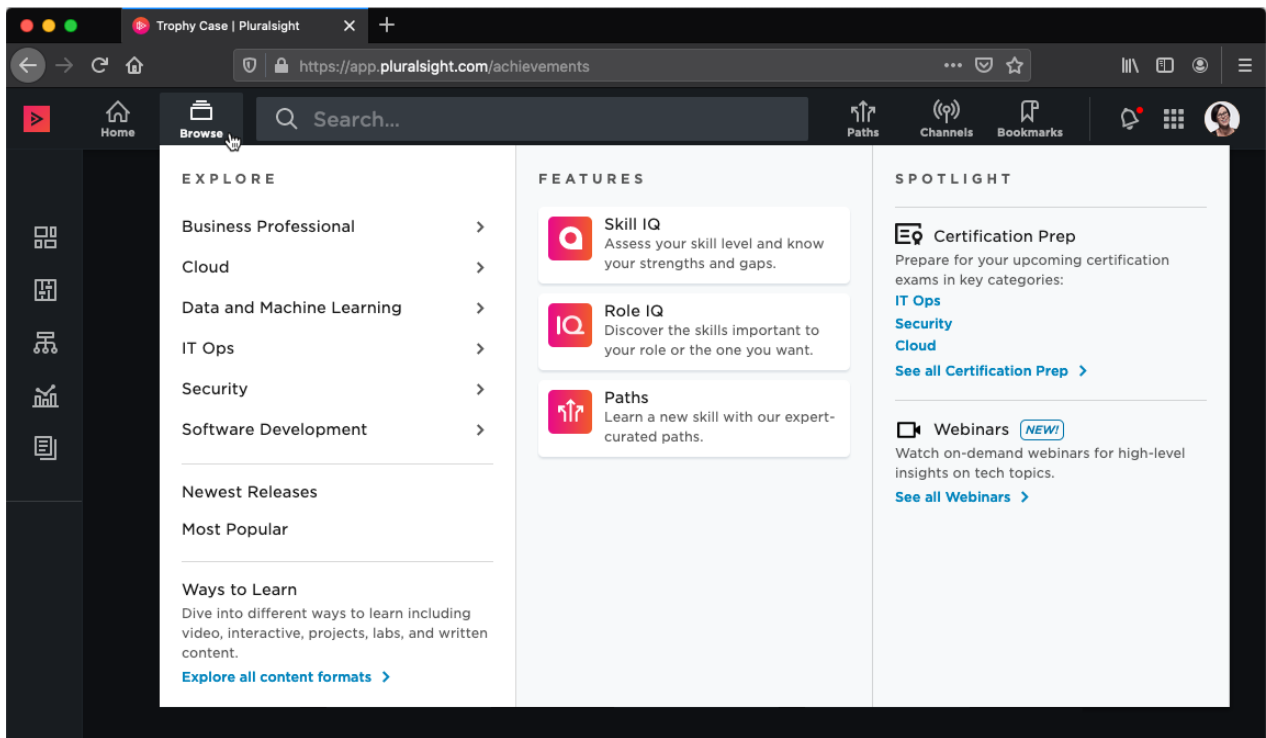 Trophy Case | Pluralsight
https://app.pluralsight.com/achievements
Home
Browse
Search...
Paths
Channels
Bookmarks
EXPLORE
Business Professional
Cloud
Data and Machine Learning
IT Ops
Security
Software Development
Newest Releases
Most Popular
Ways to Learn
Dive into different ways to learn including
video, interactive, projects, labs, and written
content.
Explore all content formats
FEATURES
Skill IQ
Assess your skill level and know
your strengths and gaps.
IQ
Role IQ
Discover the skills important to
your role or the one you want.
Paths
Learn a new skill with our expert-
curated paths.
SPOTLIGHT
Certification Prep
Prepare for your upcoming certification
exams in key categories:
IT Ops
Security
Cloud
See all Certification Prep
Webinars NEW!
Watch on-demand webinars for high-level
insights on tech topics.
See all Webinars